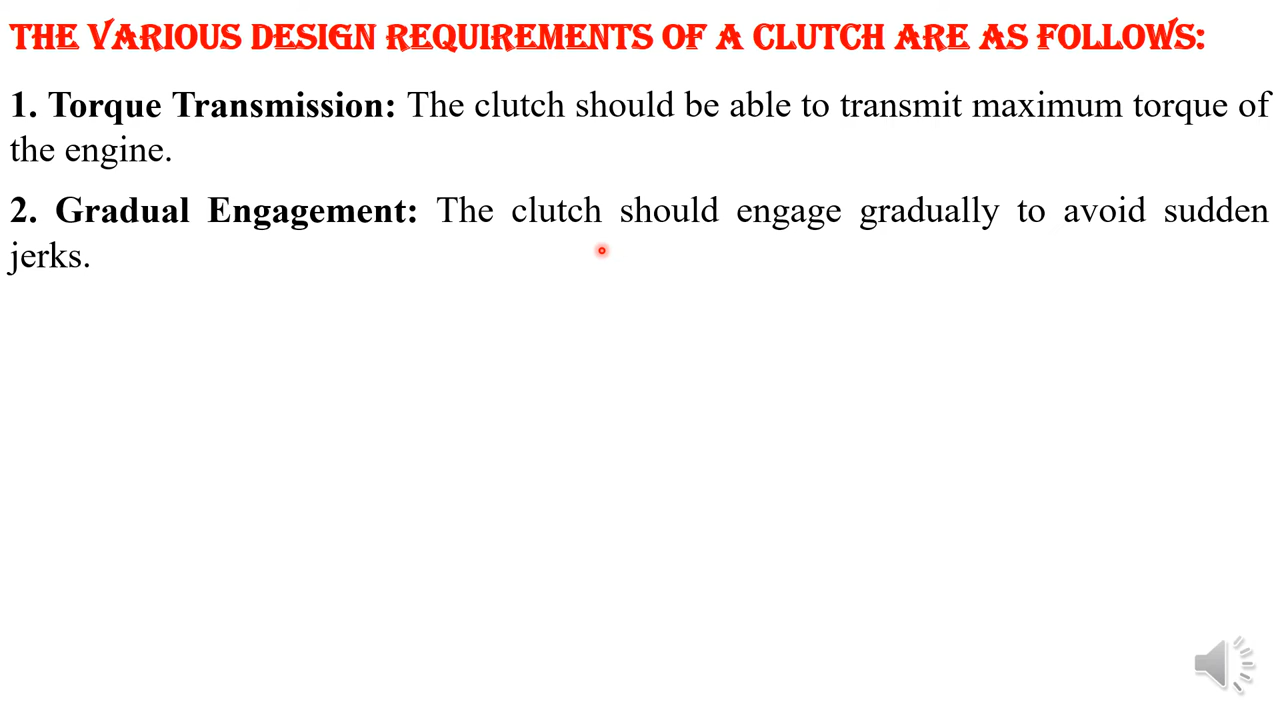 THE VARIOUS DESIGN REQUIREMENTS OF A CLUTCH ARE AS FOLLOWS:
1. Torque Transmission: The clutch should be able to transmit maximum torque of
the engine.
2. Gradual Engagement: The clutch should engage gradually to avoid sudden
jerks.